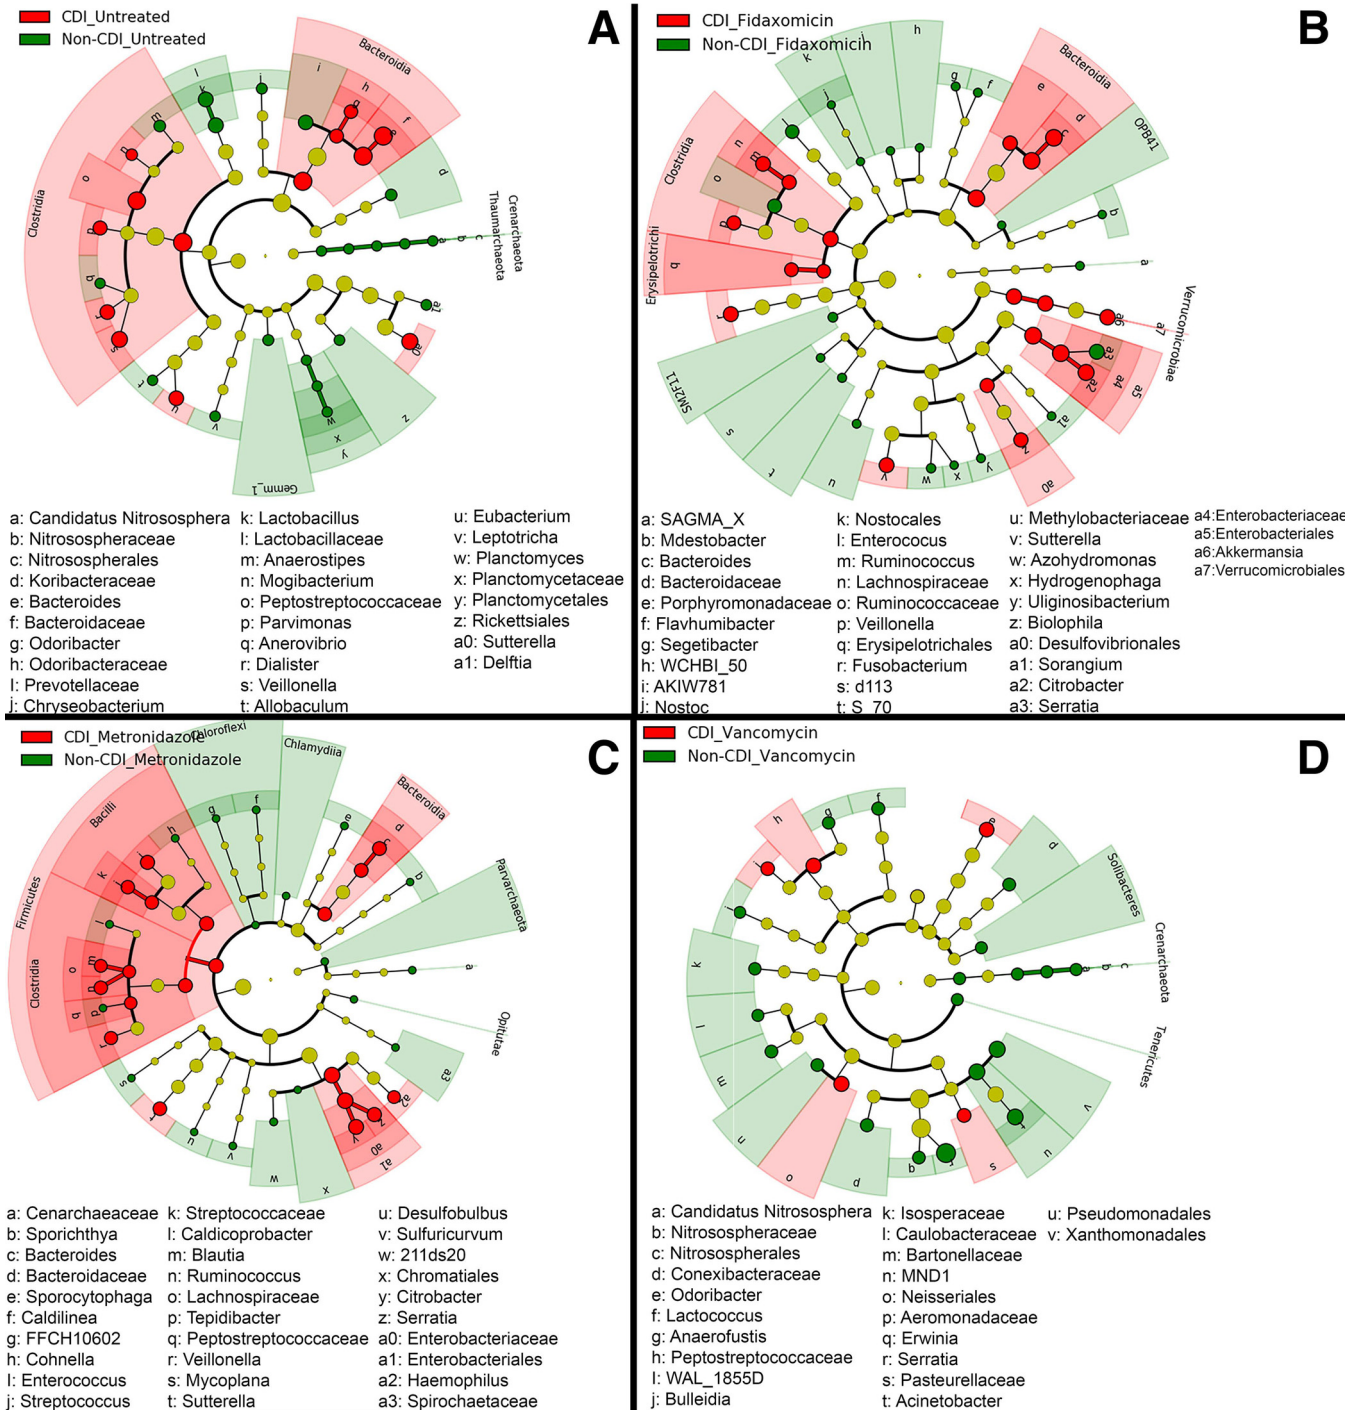 CDI_Untreated
Non-CDI_Untreated
A
Bacteroidia
Clostridia
Crenarchaeota
Thaumarchaeota
Gemm_1
a: Candidatus Nitrososphera
b: Nitrososphераceae
c: Nitrosospherales
d: Koribacteraceae
e: Bacteroides
f: Bacteroidaceae
g: Odoribacter
h: Odoribacteraceae
I: Prevotellaceae
j: Chryseobacterium
k: Lactobacillus
l: Lactobacillaceae
m: Anaerostipes
n: Mogibacterium
o: Peptostreptococcaceae
p: Parvimonas
q: Anerovibrio
r: Dialister
s: Veillonella
t: Allobaculum
u: Eubacterium
v: Leptotricha
w: Planctomyces
x: Planctomycetaceae
y: Planctomycetales
z: Rickettsiales
a0: Sutterella
a1: Delftia
CDI_Fidaxomicin
Non-CDI_Fidaxomicin
B
Bacteroidia
OPB41
Clostridia
Erysipelotrichi
SM2F11
Verrucomicrobiae
a: SAGMA_X
b: Mdestobacter
c: Bacteroides
d: Bacteroidaceae
e: Porphyromonadaceae
f: Flavhumibacter
g: Segetibacter
h: WCHBI_50
i: AKIW781
j: Nostoc
k: Nostocales
l: Enterococus
m: Ruminococcus
n: Lachnospiraceae
o: Ruminococcaceae
p: Veillonella
q: Erysipelotrichales
r: Fusobacterium
s: d113
t: S_70
u: Methylobacteriaceae
v: Sutterella
w: Azohydromonas
x: Hydrogenophaga
y: Uliginosibacterium
z: Biolophila
a0: Desulfovibrionales
a1: Sorangium
a2: Citrobacter
a3: Serratia
a4:Enterobacteriaceae
a5:Enterobacteriales
a6:Akkermansia
a7:Verrucomicrobiales
CDI_Metronidazole
Non-CDI_Metronidazole
C
Chloroflexi
Chlamydiia
Bacteroidia
Bacilli
Firmicutes
Clostridia
Parvarchaeota
Opitutae
a: Cenarchaeaceae
b: Sporichthya
c: Bacteroides
d: Bacteroidaceae
e: Sporocytophaga
f: Caldilinea
g: FFCH10602
h: Cohnella
I: Enterococus
j: Streptococcus
k: Streptococcaceae
l: Caldicoprobacter
m: Blautia
n: Ruminococcus
o: Lachnospiraceae
p: Tepidibacter
q: Peptostreptococcaceae
r: Veillonella
s: Mycoplana
t: Sutterella
u: Desulfobulbus
v: Sulfuricurvum
w: 211ds20
x: Chromatiales
y: Citrobacter
z: Serratia
a0: Enterobacteriaceae
a1: Enterobacteriales
a2: Haemophilus
a3: Spirochaetaceae
CDI_Vancomycin
Non-CDI_Vancomycin
D
Solibacteres
Crenarchaeota
Tenericutes
a: Candidatus Nitrososphera
b: Nitrosospheraceae
c: Nitrosospherales
d: Conexibacteraceae
e: Odoribacter
f: Lactococcus
g: Anaerofustis
h: Peptostreptococcaceae
I: WAL_1855D
j: Bulleidia
k: Isosperaceae
l: Caulobacteraceae
m: Bartonellaceae
n: MND1
o: Neisseriales
p: Aeromonadaceae
q: Erwinia
r: Serratia
s: Pasteurellaceae
t: Acinetobacter
u: Pseudomonadales
v: Xanthomonadales